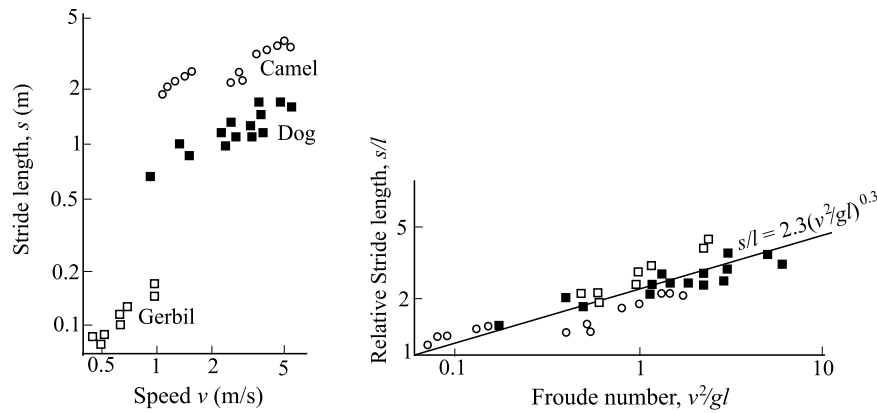 5
2
1
0.5
0.2
0.1
Stride length, s (m)
Camel
Dog
Gerbil
0.5
1
2
5
Speed v (m/s)
5
2
1
Relative Stride length, s/l
s/l = 2.3(v²/gl)^0.3
0.1
1
10
Froude number, v²/gl